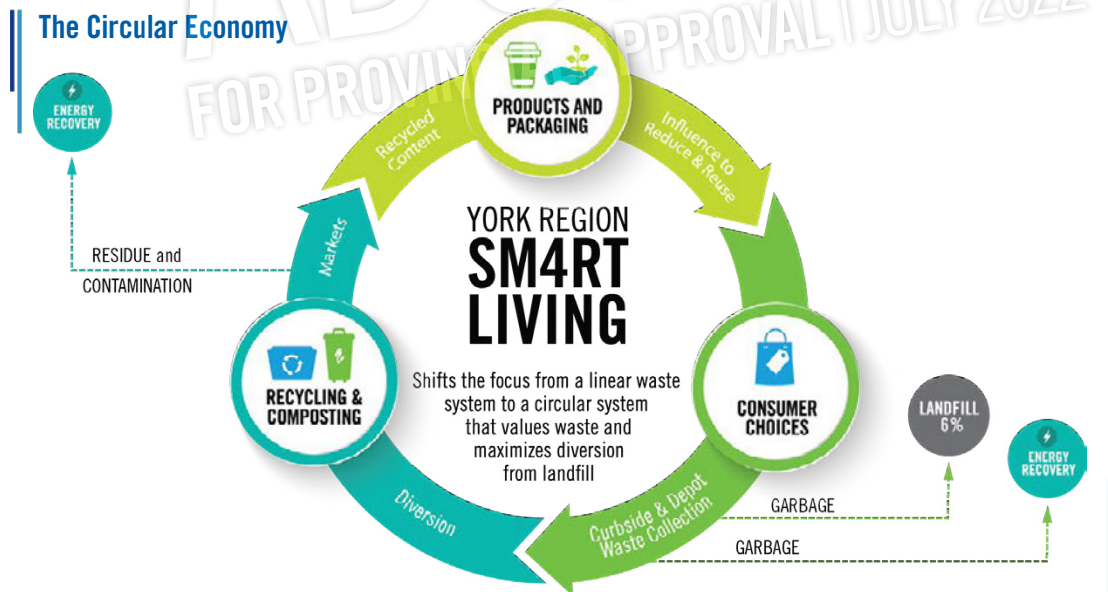 The Circular Economy
FOR PROVINC APPROVAL | JULY 2022
ENERGY
RECOVERY
PRODUCTS AND
PACKAGING
Recycled
Content
Influence to
Reduce & Reuse
YORK REGION
SM4RT
LIVING
Markets
RESIDUE and
CONTAMINATION
Shifts the focus from a linear waste
system to a circular system
that values waste and
maximizes diversion
from landfill
RECYCLING &
COMPOSTING
CONSUMER
CHOICES
LANDFILL
6%
ENERGY
RECOVERY
Diversion
Curbside & Depot
Waste Collection
GARBAGE
GARBAGE